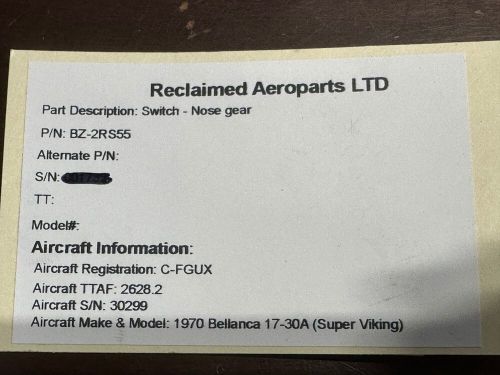 Reclaimed Aeroparts LTD
Part Description: Switch - Nose gear
P/N: BZ-2RS55
Alternate P/N:
S/N:
TT:
Model#:
Aircraft Information:
Aircraft Registration: C-FGUX
Aircraft TTAF: 2628.2
Aircraft S/N: 30299
Aircraft Make & Model: 1970 Bellanca 17-30A (Super Viking)